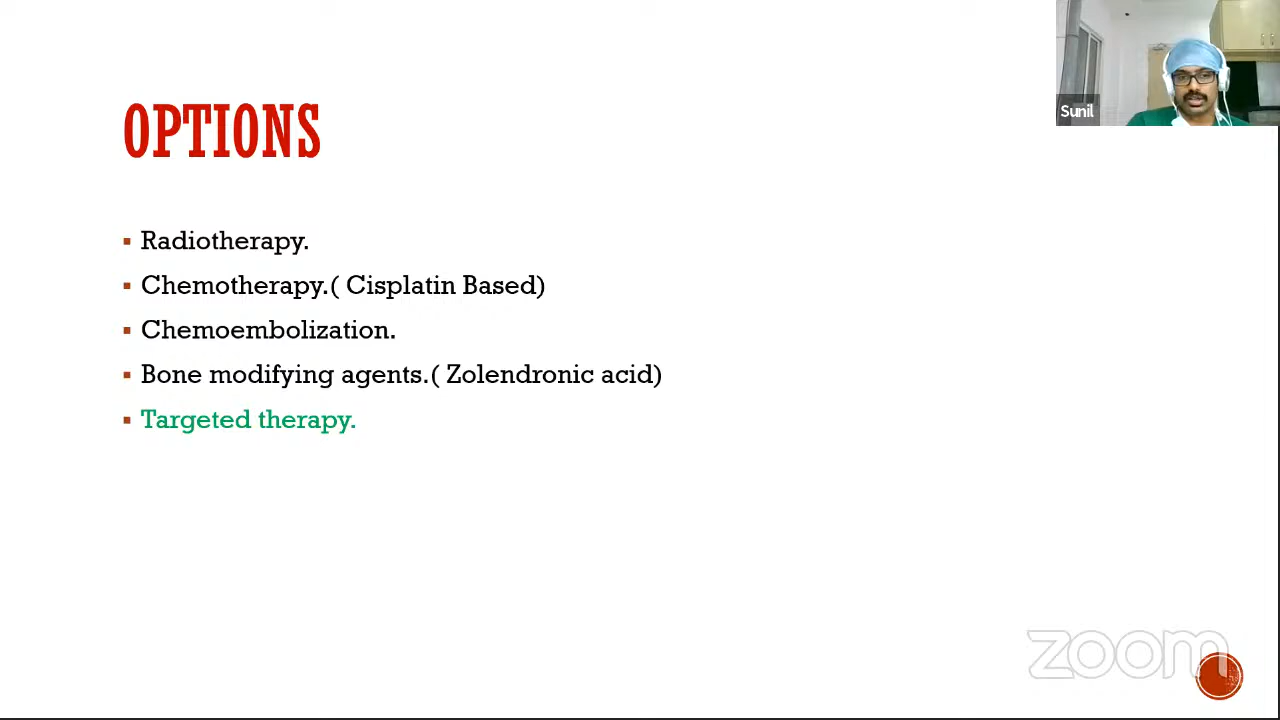 Sunil
OPTIONS
Radiotherapy.
Chemotherapy.( Cisplatin Based)
Chemoembolization.
Bone modifying agents.( Zolendronic acid)
Targeted therapy.
zoom